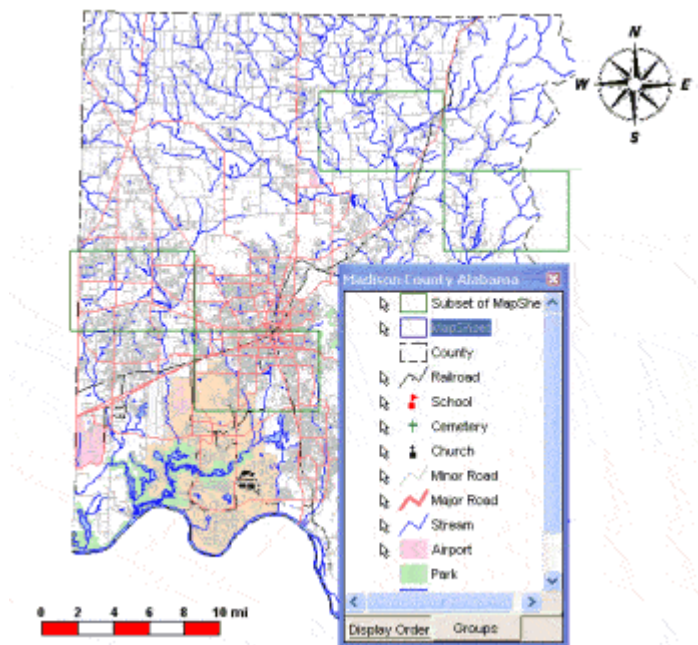 N
W E
S
Madison County Alabama
Subset of MapShe
MapSheet
County
Railroad
School
Cemetery
Church
Minor Road
Major Road
Stream
Airport
Park
0 2 4 6 8 10 mi
Display Order Groups